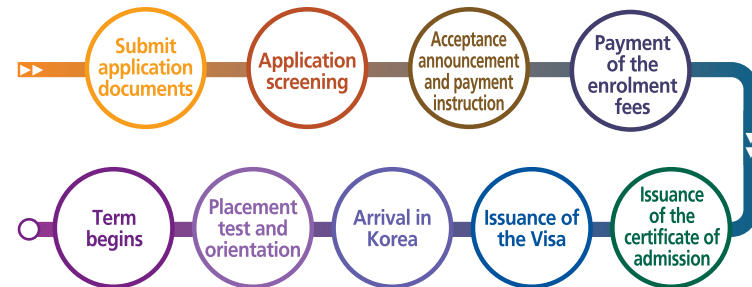 Submit
application
documents
Application
screening
Acceptance
announcement
and payment
instruction
Payment
of the
enrolment
fees
Issuance
of the
certificate of
admission
Issuance of
the Visa
Arrival in
Korea
Placement
test and
orientation
Term
begins